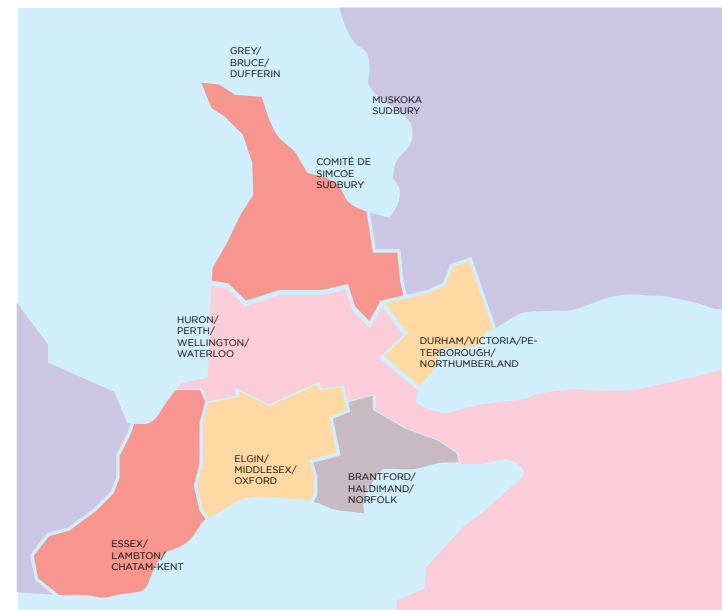 GREY/
BRUCE/
DUFFERIN
MUSKOKA
SUDBURY
COMITÉ DE
SIMCOE
SUDBURY
HURON/
PERTH/
WELLINGTON/
WATERLOO
DURHAM/VICTORIA/PE-
TERBOROUGH/
NORTHUMBERLAND
ELGIN/
MIDDLESEX/
OXFORD
BRANTFORD/
HALDIMAND/
NORFOLK
ESSEX/
LAMBTON/
CHATAM-KENT